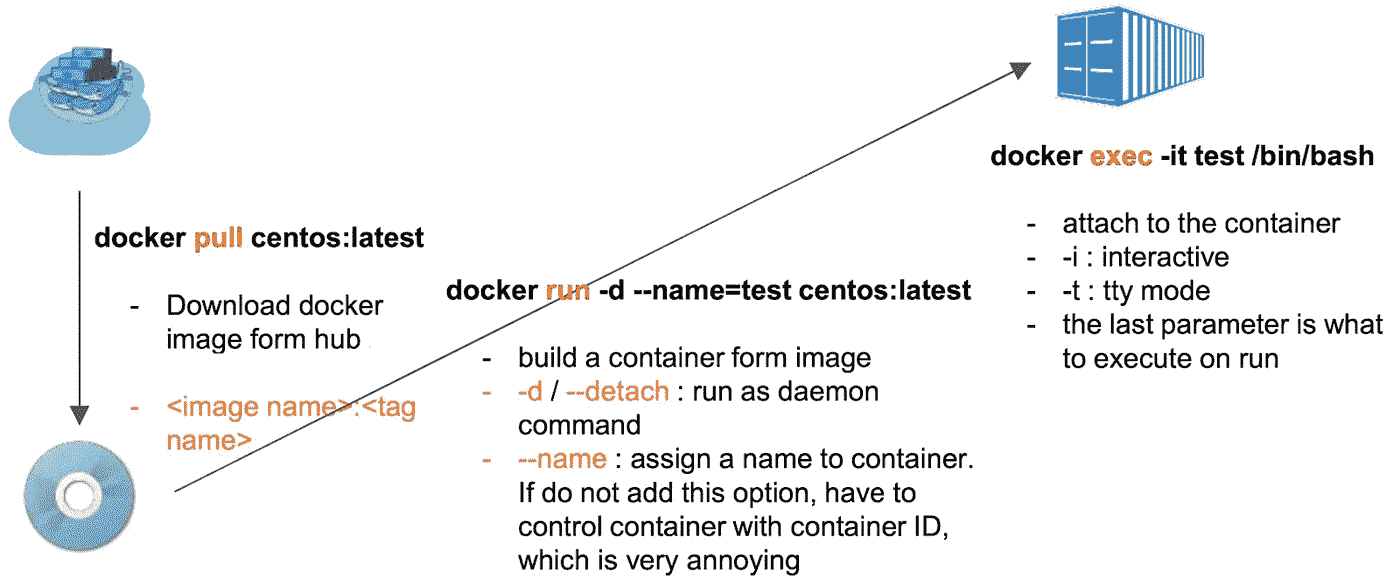 docker pull centos:latest
- Download docker
image form hub
- <image name>:<tag
name>
docker run -d --name=test centos:latest
- build a container form image
- -d / --detach : run as daemon
command
- --name : assign a name to container.
If do not add this option, have to
control container with container ID,
which is very annoying
docker exec -it test /bin/bash
- attach to the container
- -i : interactive
- -t : tty mode
- the last parameter is what
to execute on run